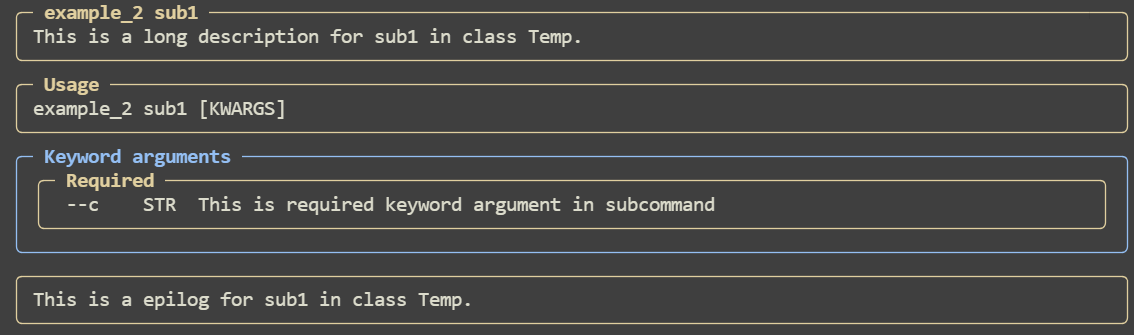 example_2 sub1
This is a long description for sub1 in class Temp.
Usage
example_2 sub1 [KWARGS]
Keyword arguments
Required
--c    STR  This is required keyword argument in subcommand
This is a epilog for sub1 in class Temp.